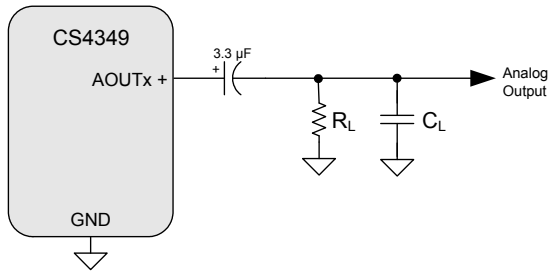 CS4349
3.3 µF
+
AOUTx +
Analog
Output
RL
CL
GND